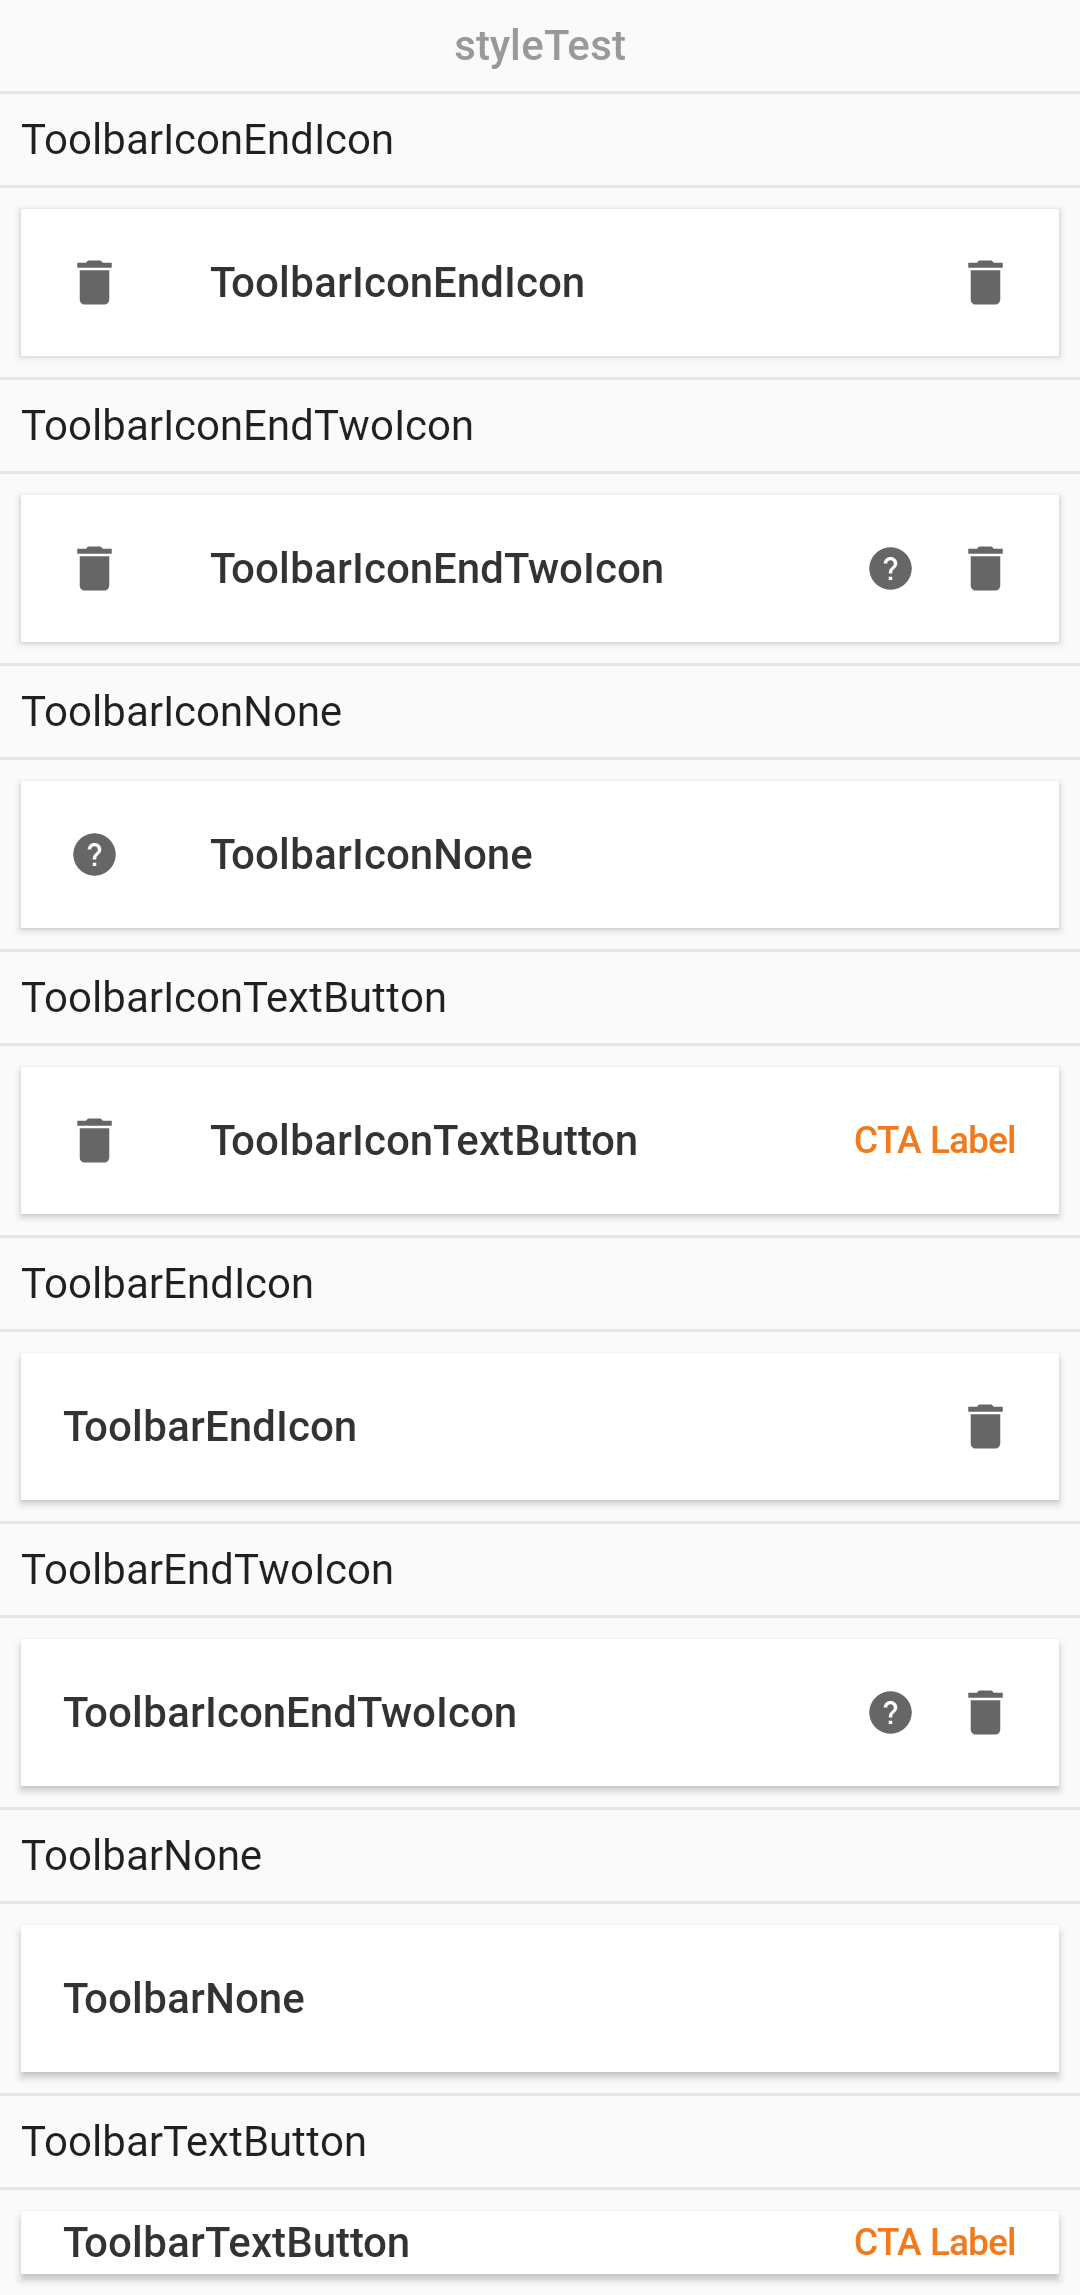 styleTest
ToolbarIconEndIcon
ToolbarIconEndIcon
ToolbarIconEndTwoIcon
ToolbarIconEndTwoIcon ?
ToolbarIconNone
? ToolbarIconNone
ToolbarIconTextButton
ToolbarIconTextButton CTA Label
ToolbarEndIcon
ToolbarEndIcon
ToolbarEndTwoIcon
ToolbarIconEndTwoIcon ?
ToolbarNone
ToolbarNone
ToolbarTextButton
ToolbarTextButton CTA Label